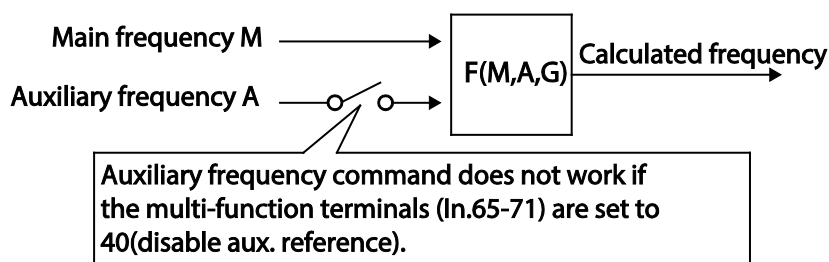 Main frequency M
Auxiliary frequency A
F(M,A,G)
Calculated frequency
Auxiliary frequency command does not work if
the multi-function terminals (In.65-71) are set to
40(disable aux. reference).